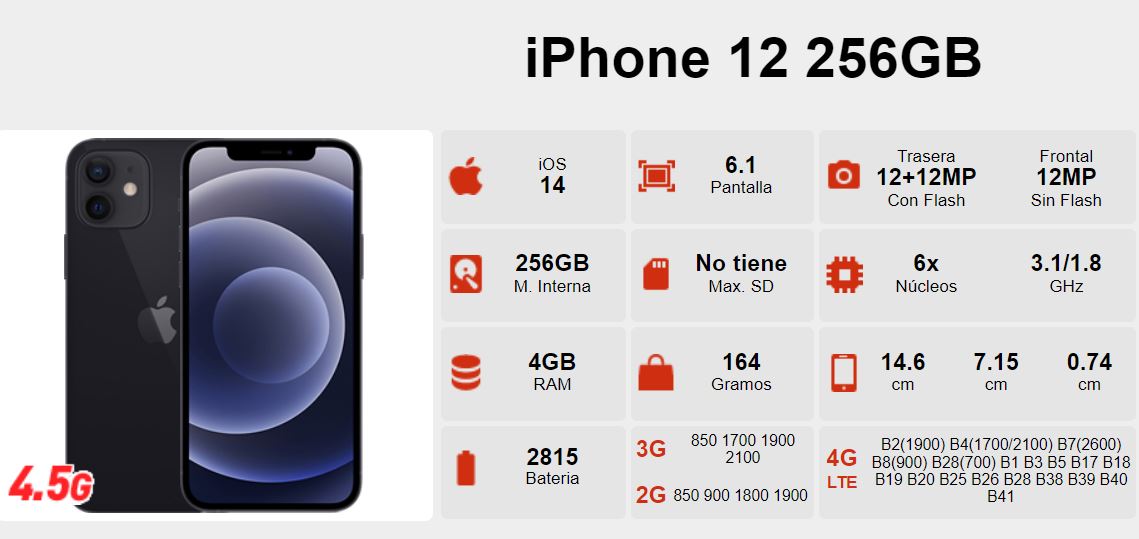 iPhone 12 256GB
iOS
14
6.1
Pantalla
Trasera
12+12MP
Con Flash
Frontal
12MP
Sin Flash
256GB
M. Interna
No tiene
Max. SD
6x
Núcleos
3.1/1.8
GHz
4GB
RAM
164
Gramos
14.6
cm
7.15
cm
0.74
cm
4.5G
2815
Bateria
3G
850 1700 1900
2100
2G
850 900 1800 1900
4G
LTE
B2(1900) B4(1700/2100) B7(2600)
B8(900) B28(700) B1 B3 B5 B17 B18
B19 B20 B25 B26 B28 B38 B39 B40
B41